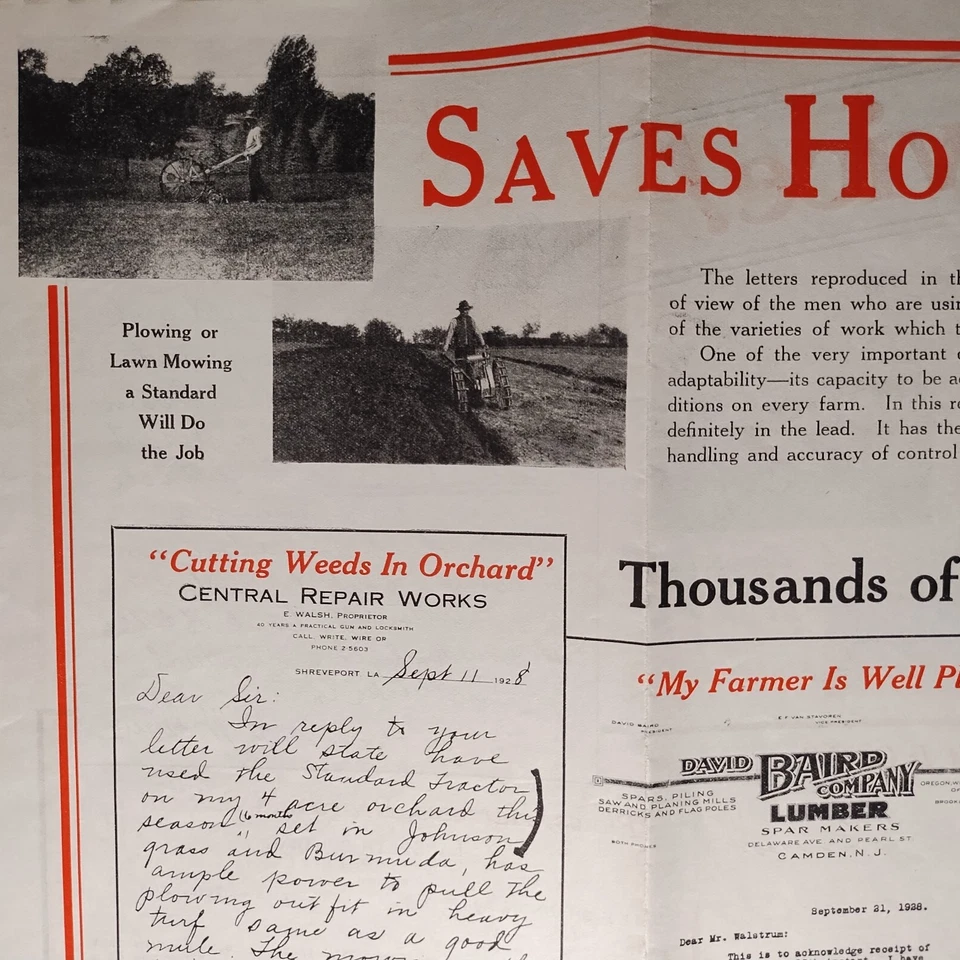 SAVES HO
Plowing or
Lawn Mowing
a Standard
Will Do
the Job
The letters reproduced in th
of view of the men who are usin
of the varieties of work which t
One of the very important
adaptability—its capacity to be a
ditions on every farm. In this re
definitely in the lead. It has the
handling and accuracy of control
"Cutting Weeds In Orchard"
CENTRAL REPAIR WORKS
E. WALSH, PROPRIETOR
40 YEARS A PRACTICAL GUN AND LOCKSMITH
CALL, WRITE, WIRE OR
PHONE 2-5603
SHREVEPORT, LA Sept 11 1928
Dear Sir:
In reply to your
letter will state have
used the Standard Tractor
on my 4 acre orchard this
season (6 months) set in Johnson
grass and Burmuda, has
ample power to pull the
plowing outfit in heavy
turf same as a good
mule. The mow
Thousands of
"My Farmer Is Well Pl
DAVID BAIRD
PRESIDENT
E F VAN STAVOREN
VICE PRESIDENT
DAVID BAIRD COMPANY
LUMBER
SPARS, PILING
SAW AND PLANING MILLS
DERRICKS AND FLAG POLES
BOTH PHONES
OREGON, W
BROOK
SPAR MAKERS
DELAWARE AVE AND PEARL ST.
CAMDEN, N.J.
September 21, 1928.
Dear Mr. Walstrum:
This is to acknowledge receipt of
I have